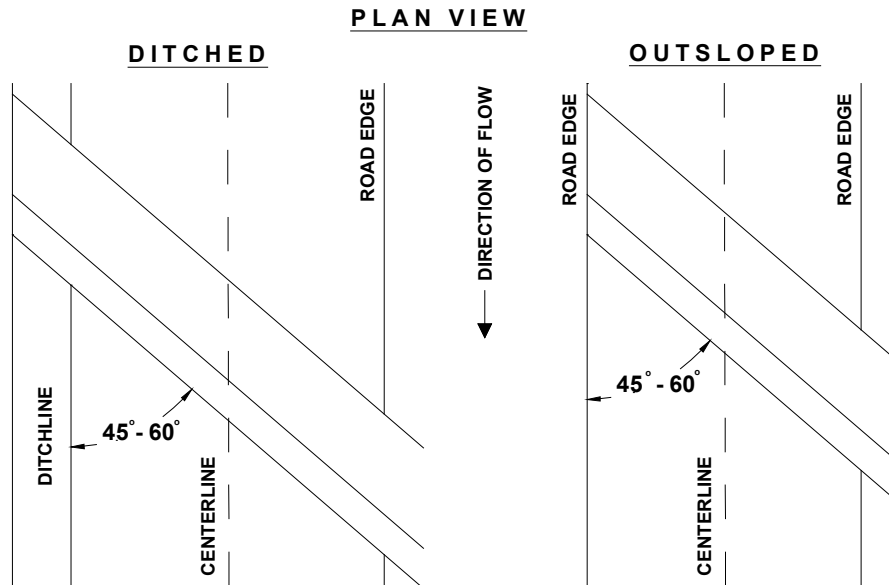 PLAN VIEW
DITCHED
OUTSLOPED
ROAD EDGE
DIRECTION OF FLOW
ROAD EDGE
ROAD EDGE
45° - 60°
45° - 60°
DITCHLINE
CENTERLINE
CENTERLINE